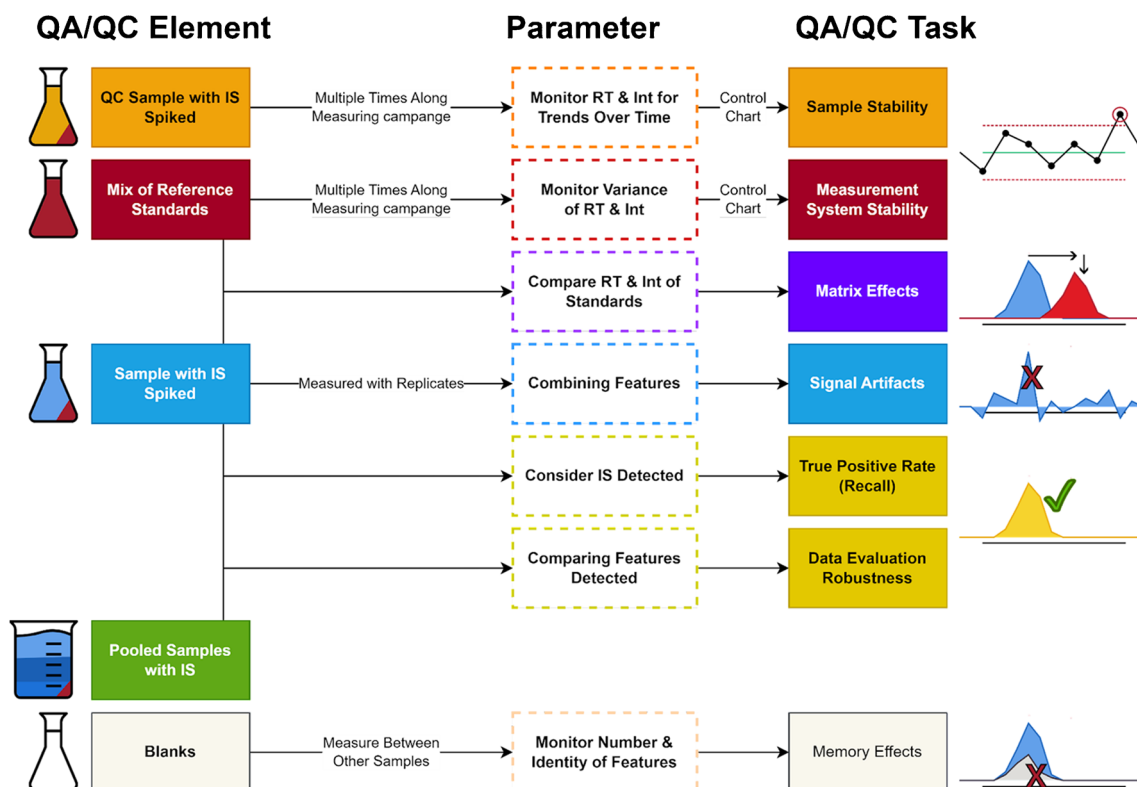 QA/QC Element
Parameter
QA/QC Task
QC Sample with IS
Spiked
Multiple Times Along
Measuring campange
Monitor RT & Int for
Trends Over Time
Control
Chart
Sample Stability
Mix of Reference
Standards
Multiple Times Along
Measuring campange
Monitor Variance
of RT & Int
Control
Chart
Measurement
System Stability
Compare RT & Int of
Standards
Matrix Effects
Sample with IS
Spiked
Measured with Replicates
Combining Features
Signal Artifacts
X
Consider IS Detected
True Positive Rate
(Recall)
Comparing Features
Detected
Data Evaluation
Robustness
Pooled Samples
with IS
Blanks
Measure Between
Other Samples
Monitor Number &
Identity of Features
Memory Effects
X